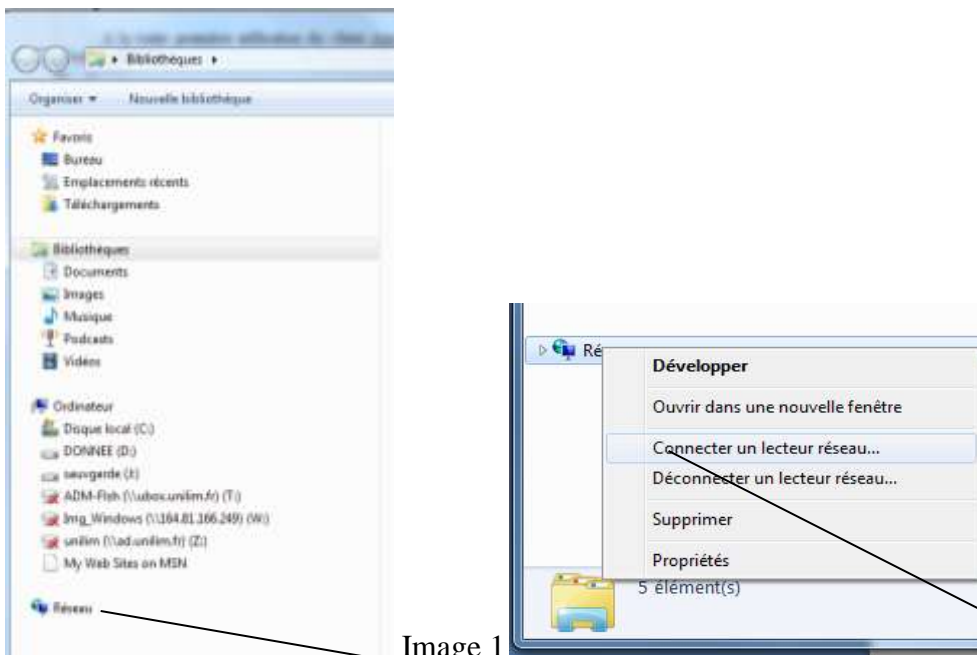 Bibliothèques
Organiser
Nouvelle bibliothèque
Favoris
Bureau
Emplacements récents
Téléchargements
Bibliothèques
Documents
Images
Musique
Podcasts
Vidéos
Ordinateur
Disque local (C:)
DONNEE (D:)
sauvgarde (I:)
ADM-Fish (\\ubox.unilim.fr) (T:)
Img_Windows (\\164.81.166.249) (W:)
unilim (\\ad.unilim.fr) (Z:)
My Web Sites on MSN
Réseau
Image 1
Ré
Développer
Ouvrir dans une nouvelle fenêtre
Connecter un lecteur réseau...
Déconnecter un lecteur réseau...
Supprimer
Propriétés
5 élément(s)